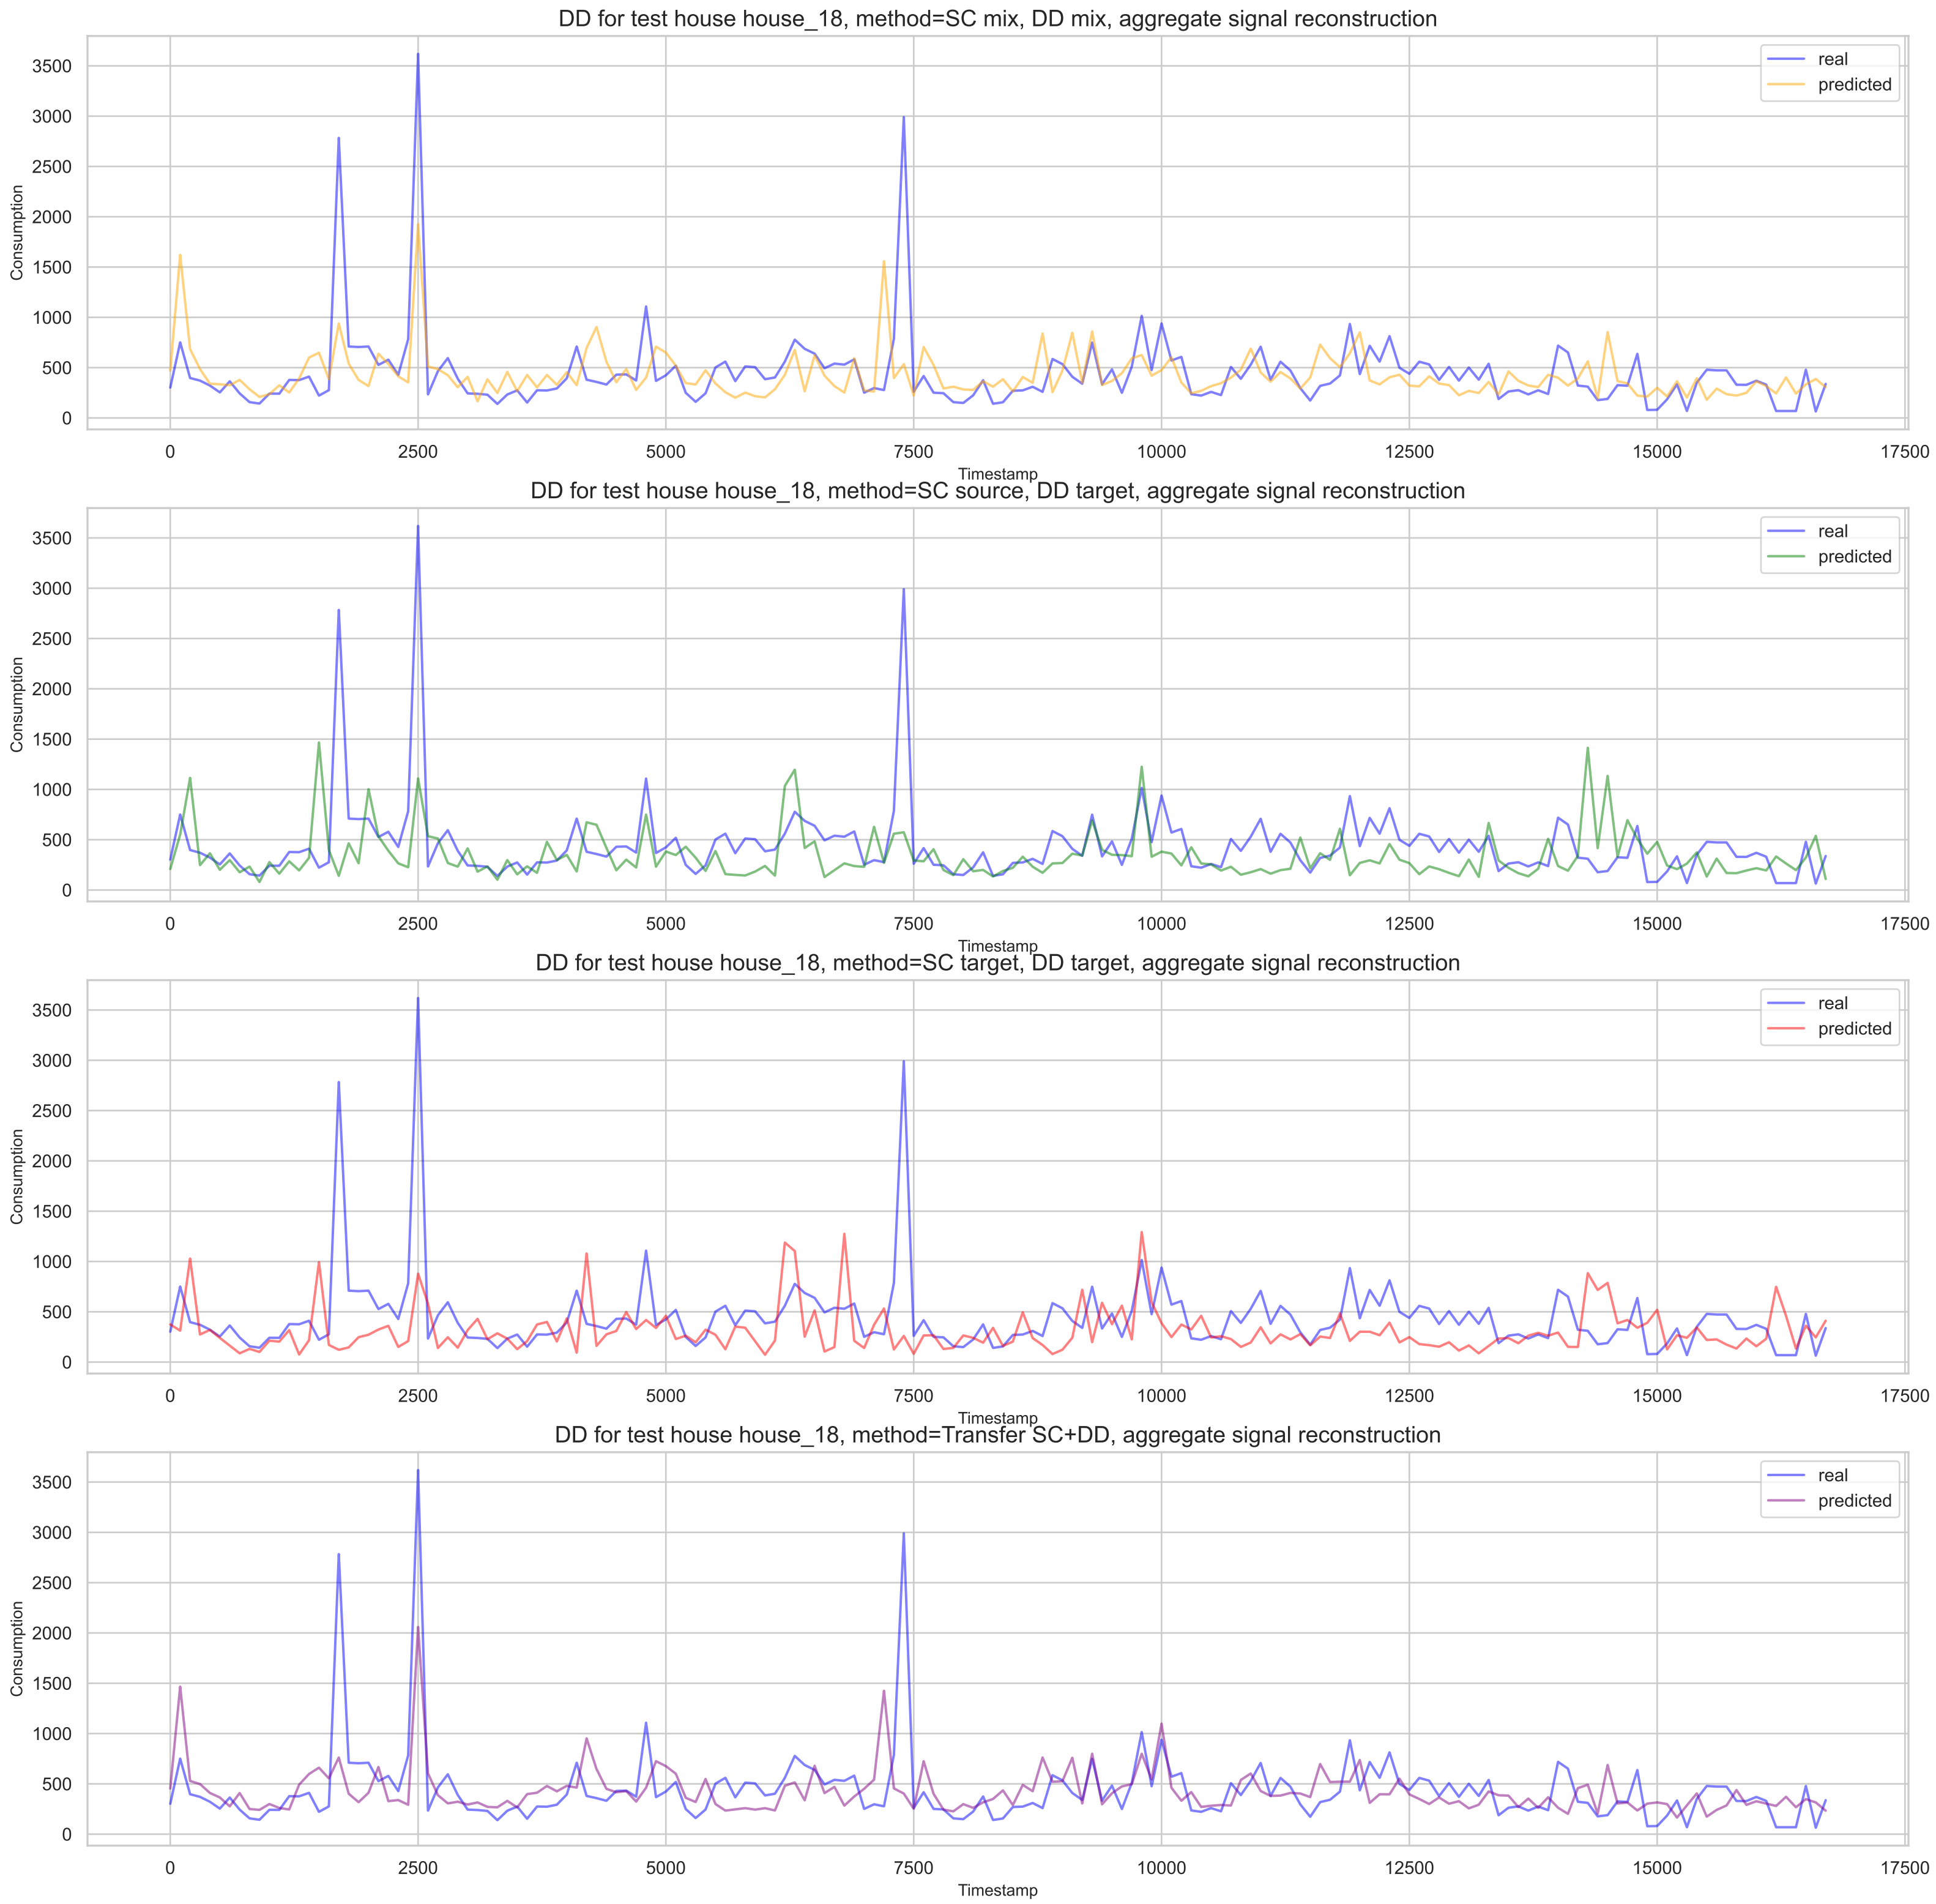 DD for test house house_18, method=SC mix, DD mix, aggregate signal reconstruction
real
predicted
3500
3000
2500
2000
1500
1000
500
0
Consumption
0 2500 5000 7500 10000 12500 15000 17500
Timestamp
DD for test house house_18, method=SC source, DD target, aggregate signal reconstruction
real
predicted
3500
3000
2500
2000
1500
1000
500
0
Consumption
0 2500 5000 7500 10000 12500 15000 17500
Timestamp
DD for test house house_18, method=SC target, DD target, aggregate signal reconstruction
real
predicted
3500
3000
2500
2000
1500
1000
500
0
Consumption
0 2500 5000 7500 10000 12500 15000 17500
Timestamp
DD for test house house_18, method=Transfer SC+DD, aggregate signal reconstruction
real
predicted
3500
3000
2500
2000
1500
1000
500
0
Consumption
0 2500 5000 7500 10000 12500 15000 17500
Timestamp